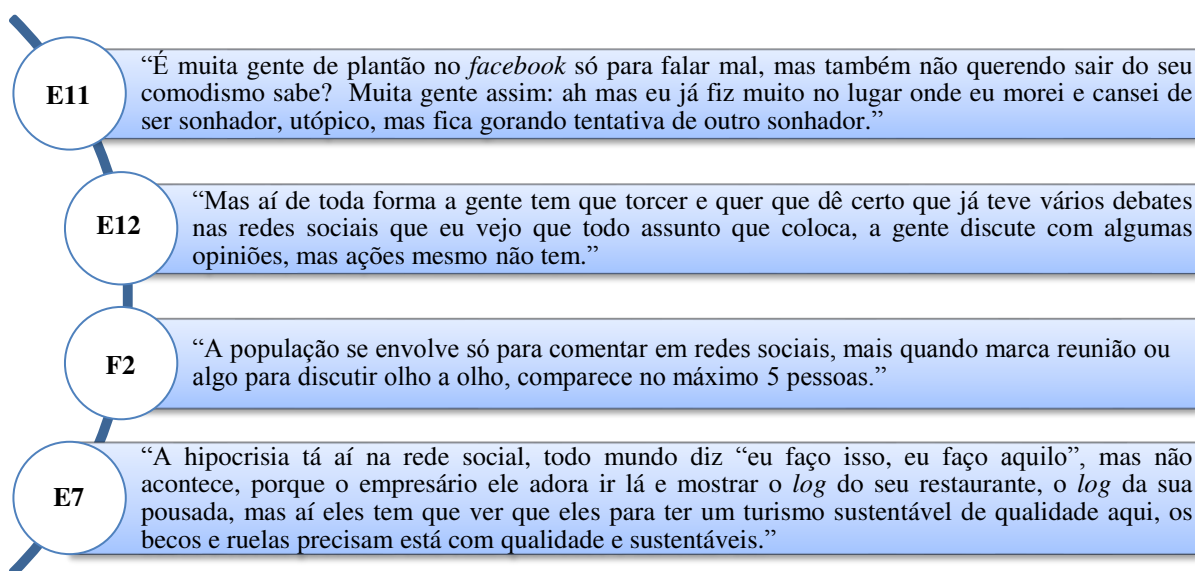 E11
“É muita gente de plantão no facebook só para falar mal, mas também não querendo sair do seu
comodismo sabe? Muita gente assim: ah mas eu já fiz muito no lugar onde eu morei e cansei de
ser sonhador, utópico, mas fica gorando tentativa de outro sonhador.”
E12
“Mas aí de toda forma a gente tem que torcer e quer que dê certo que já teve vários debates
nas redes sociais que eu vejo que todo assunto que coloca, a gente discute com algumas
opiniões, mas ações mesmo não tem.”
F2
“A população se envolve só para comentar em redes sociais, mais quando marca reunião ou
algo para discutir olho a olho, comparece no máximo 5 pessoas.”
E7
“A hipocrisia tá aí na rede social, todo mundo diz “eu faço isso, eu faço aquilo”, mas não
acontece, porque o empresário ele adora ir lá e mostrar o log do seu restaurante, o log da sua
pousada, mas aí eles tem que ver que eles para ter um turismo sustentável de qualidade aqui, os
becos e ruelas precisam está com qualidade e sustentáveis.”